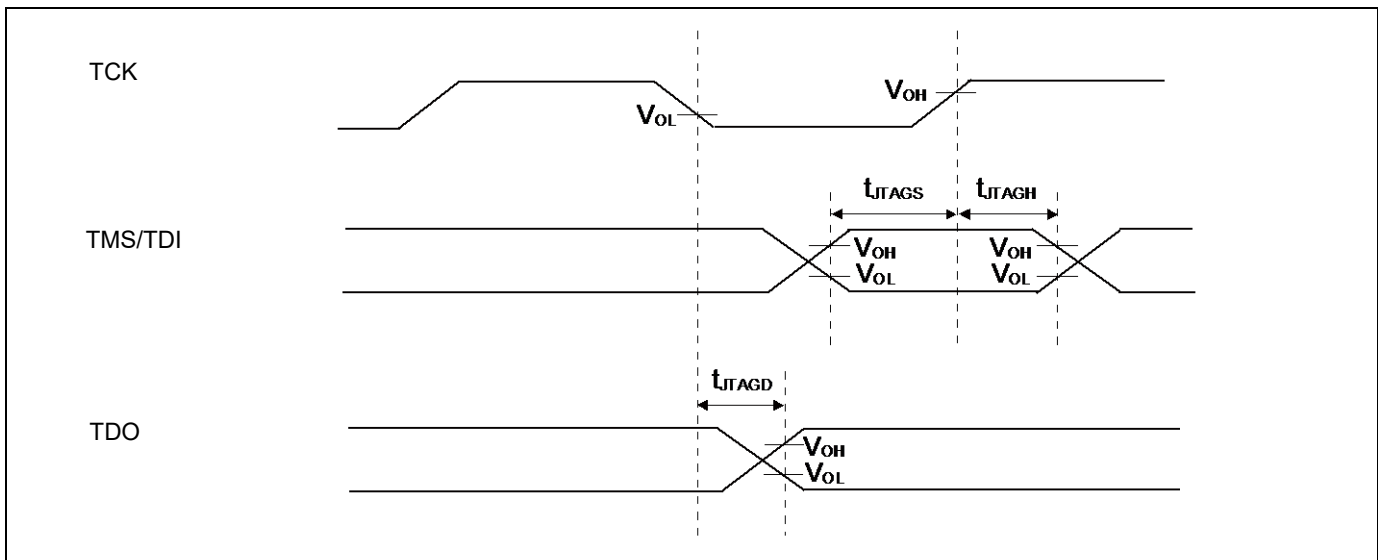 TCK
VOH
VOL
tJTAGS tJTAGH
TMS/TDI
VOH VOH
VOL VOL
tJTAGD
TDO
VOH
VOL